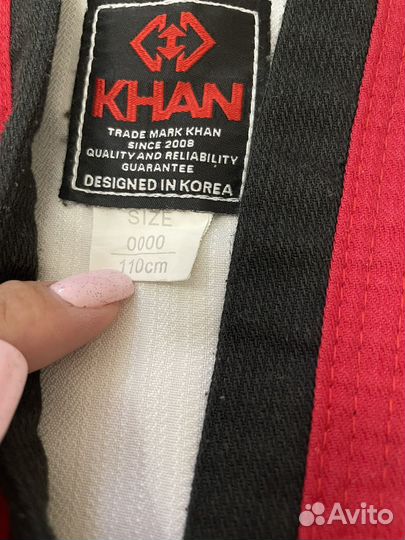 KHAN
TRADE MARK KHAN
SINCE 2008
QUALITY AND RELIABILITY
GUARANTEE
DESIGNED IN KOREA
SIZE
0000
110cm
Avito